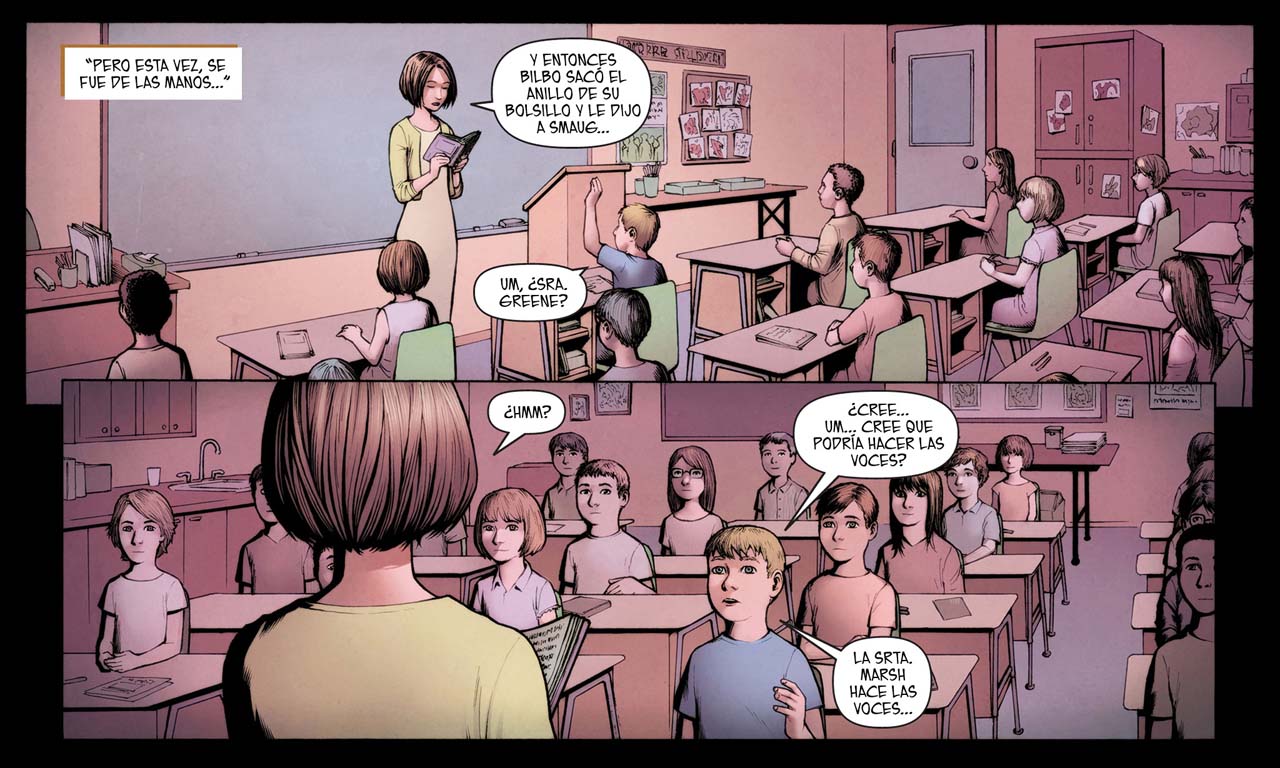 "PERO ESTA VEZ, SE
FUE DE LAS MANOS..."
Y ENTONCES
BILBO SACÓ EL
ANILLO DE SU
BOLSILLO Y LE DIJO
A SMAUG...
UM, ¿SRA.
GREENE?
¿HMM?
¿CREE...
UM... CREE QUE
PODRÍA HACER LAS
VOCES?
LA SRTA.
MARSH
HACE LAS
VOCES...